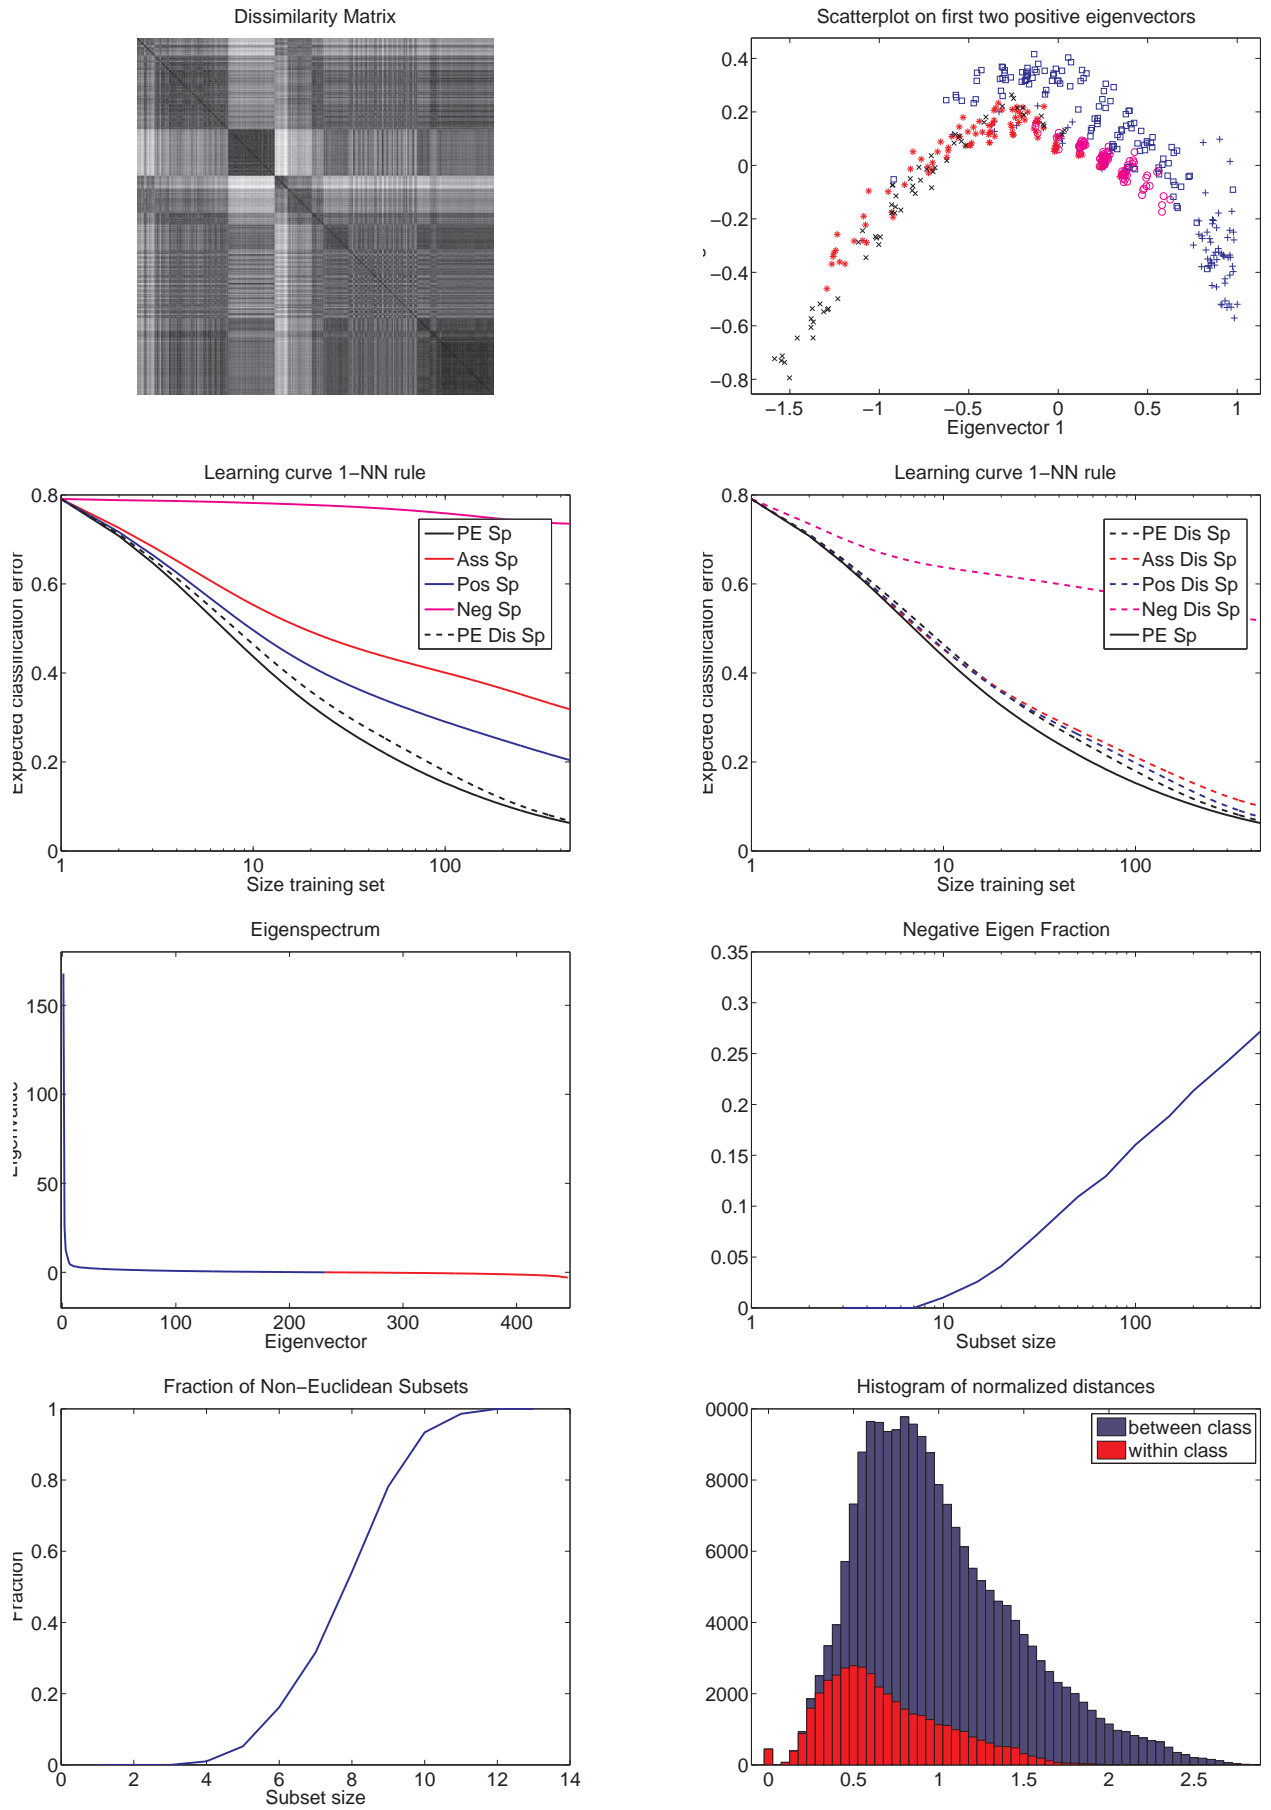 Dissimilarity Matrix
Scatterplot on first two positive eigenvectors
0.4
0.2
0
−0.2
−0.4
−0.6
−0.8
−1.5
−1
−0.5
0
0.5
1
Eigenvector 1
Learning curve 1−NN rule
0.8
0.6
0.4
0.2
0
PE Sp
Ass Sp
Pos Sp
Neg Sp
PE Dis Sp
Expected classification error
1
10
100
Size training set
Learning curve 1−NN rule
0.8
0.6
0.4
0.2
0
PE Dis Sp
Ass Dis Sp
Pos Dis Sp
Neg Dis Sp
PE Sp
Expected classification error
1
10
100
Size training set
Eigenspectrum
150
100
50
0
Eigenvalue
0
100
200
300
400
Eigenvector
Negative Eigen Fraction
0.35
0.3
0.25
0.2
0.15
0.1
0.05
0
1
10
100
Subset size
Fraction of Non−Euclidean Subsets
1
0.8
0.6
0.4
0.2
0
Fraction
0
2
4
6
8
10
12
14
Subset size
Histogram of normalized distances
0000
8000
6000
4000
2000
0
between class
within class
0
0.5
1
1.5
2
2.5